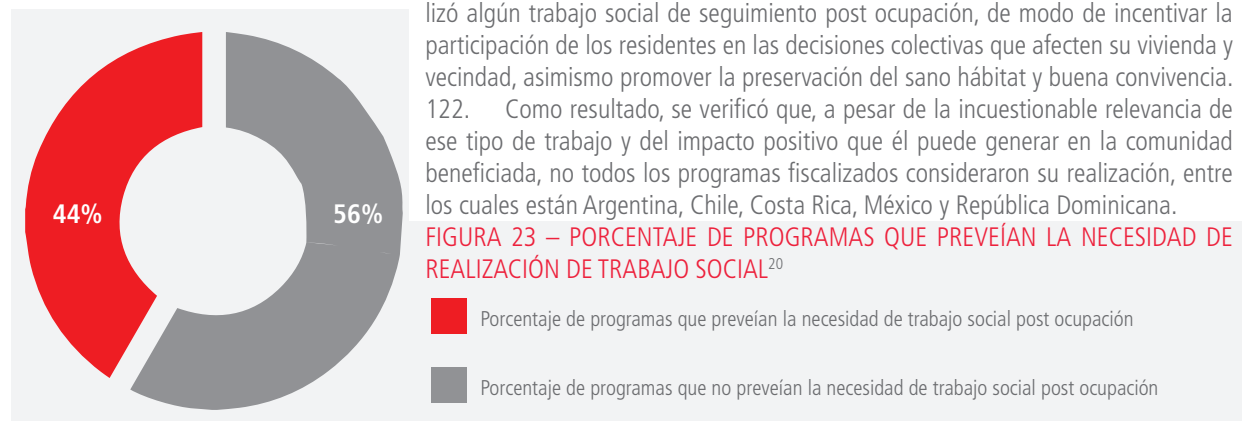 lizó algún trabajo social de seguimiento post ocupación, de modo de incentivar la
participación de los residentes en las decisiones colectivas que afecten su vivienda y
vecindad, asimismo promover la preservación del sano hábitat y buena convivencia.
122. Como resultado, se verificó que, a pesar de la incuestionable relevancia de
ese tipo de trabajo y del impacto positivo que él puede generar en la comunidad
beneficiada, no todos los programas fiscalizados consideraron su realización, entre
los cuales están Argentina, Chile, Costa Rica, México y República Dominicana.
44%
56%
FIGURA 23 – PORCENTAJE DE PROGRAMAS QUE PREVEÍAN LA NECESIDAD DE
REALIZACIÓN DE TRABAJO SOCIAL20
Porcentaje de programas que preveían la necesidad de trabajo social post ocupación
Porcentaje de programas que no preveían la necesidad de trabajo social post ocupación